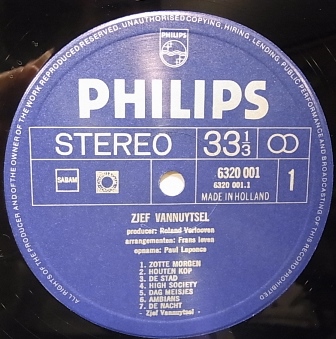 ALL RIGHTS OF THE PRODUCER AND OF THE OWNER OF THE WORK REPRODUCED RESERVED. UNAUTHORISED COPYING, HIRING, LENDING, PUBLIC PERFORMANCE AND BROADCASTING OF THIS RECORD PROHIBITED
PHILIPS
PHILIPS
STEREO 33 1/3
SABAM
6320 001
6320 001.1
MADE IN HOLLAND
1
ZJEF VANNUYTSEL
producer: Roland Verlooven
arrangementen: Frans Ieven
opname: Paul Leponce
1. ZOTTE MORGEN
2. HOUTEN KOP
3. DE STAD
4. HIGH SOCIETY
5. DAG MEISJES
6. AMBIANS
7. DE NACHT
- Zjef Vannuytsel -